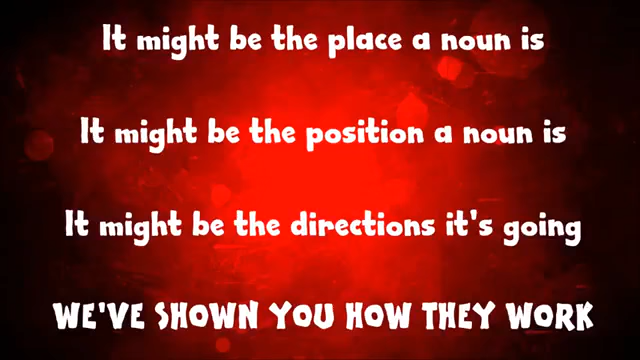 It might be the place a noun is
It might be the position a noun is
It might be the directions it's going
WE'VE SHOWN YOU HOW THEY WORK